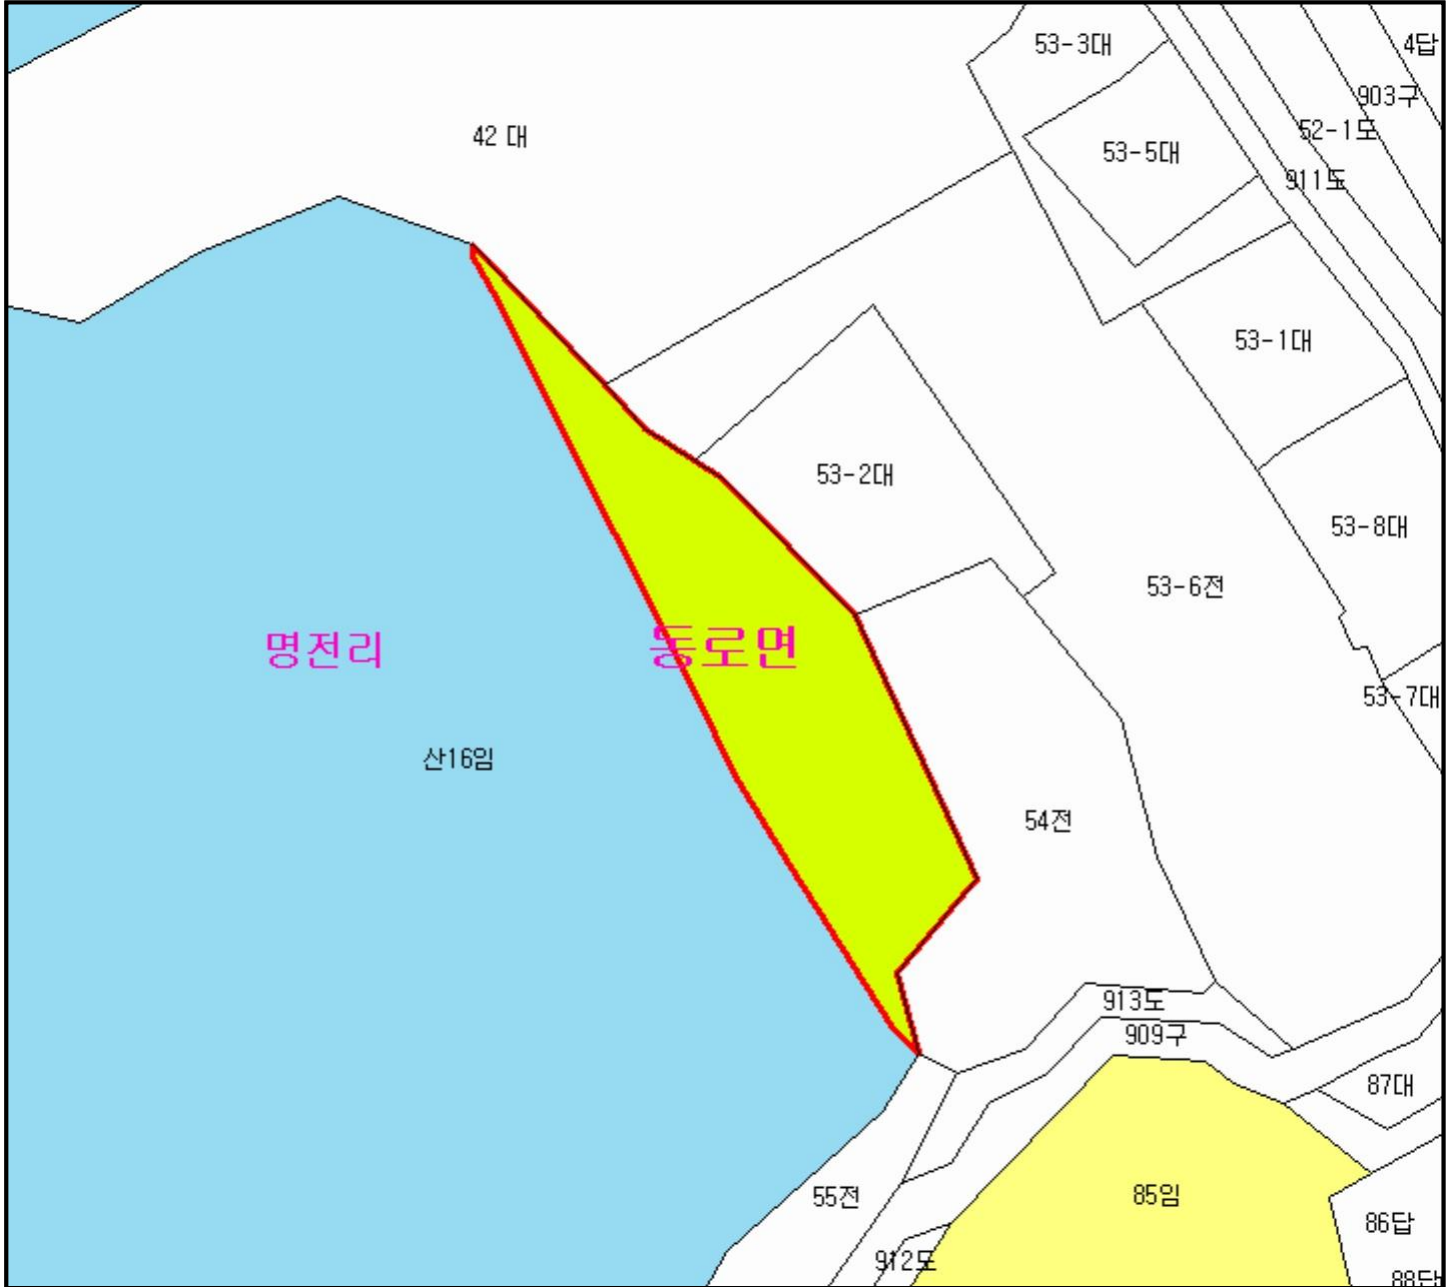 53-3대
4답
903구
42 대
52-1도
53-5대
911도
53-1대
53-2대
53-8대
53-6전
명전리
동로면
53-7대
산16임
54전
913도
909구
87대
55전
85임
86답
912도
88답